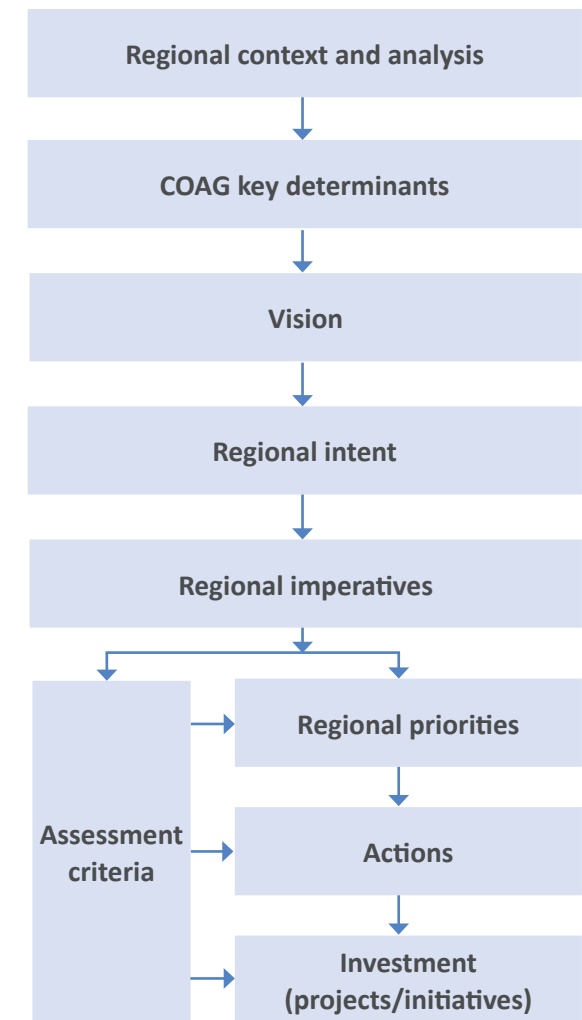 Regional context and analysis
COAG key determinants
Vision
Regional intent
Regional imperatives
Regional priorities
Assessment
criteria
Actions
Investment
(projects/initiatives)